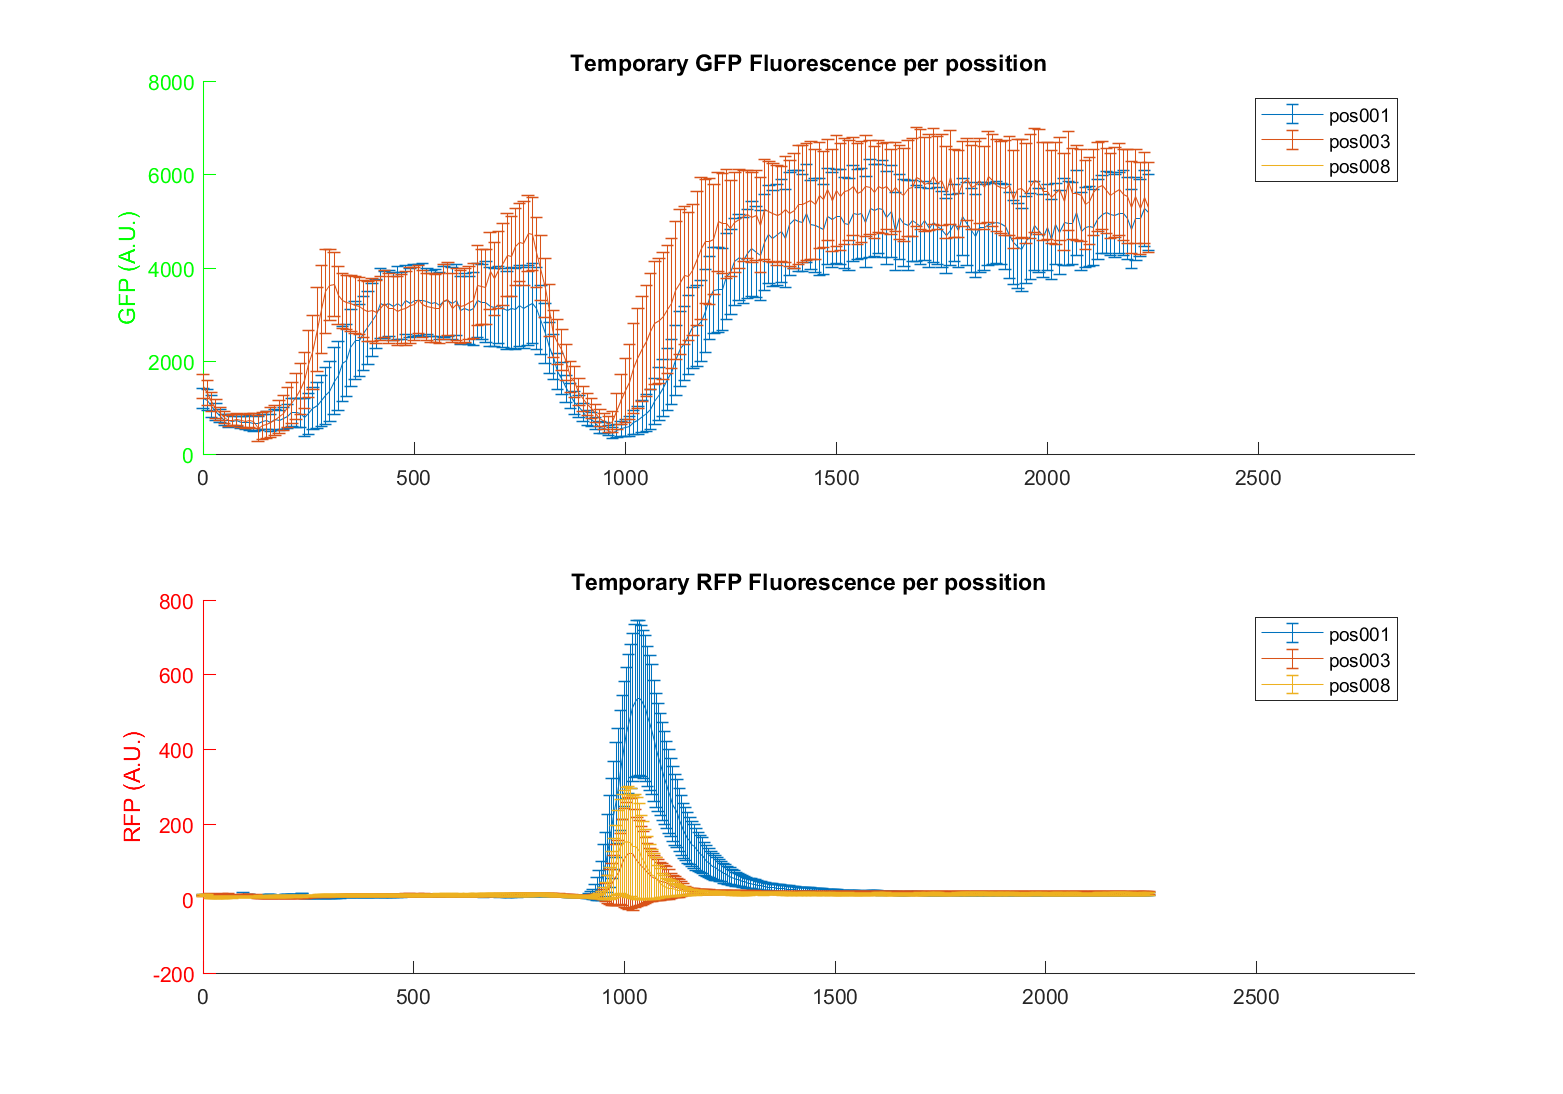 Temporary GFP Fluorescence per possition
8000
6000
4000
2000
0
GFP (A.U.)
0 500 1000 1500 2000 2500
pos001
pos003
pos008
Temporary RFP Fluorescence per possition
800
600
400
200
0
-200
RFP (A.U.)
0 500 1000 1500 2000 2500
pos001
pos003
pos008